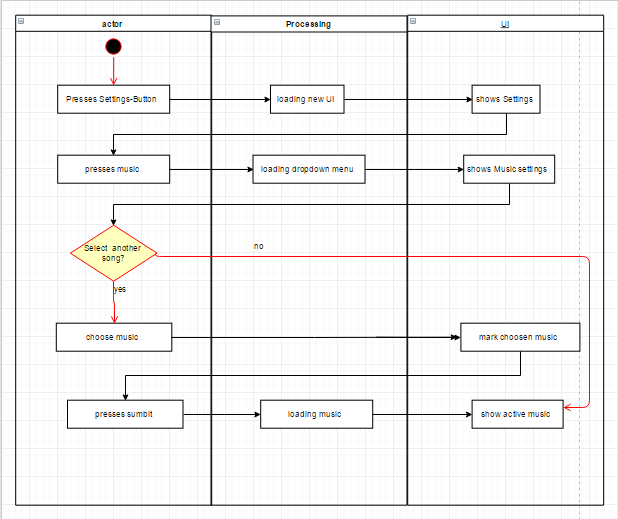 actor
Processing
UI
Presses Settings-Button
loading new UI
shows Settings
presses music
loading dropdown menu
shows Music settings
Select another
song?
no
yes
choose music
mark choosen music
presses sumbit
loading music
show active music